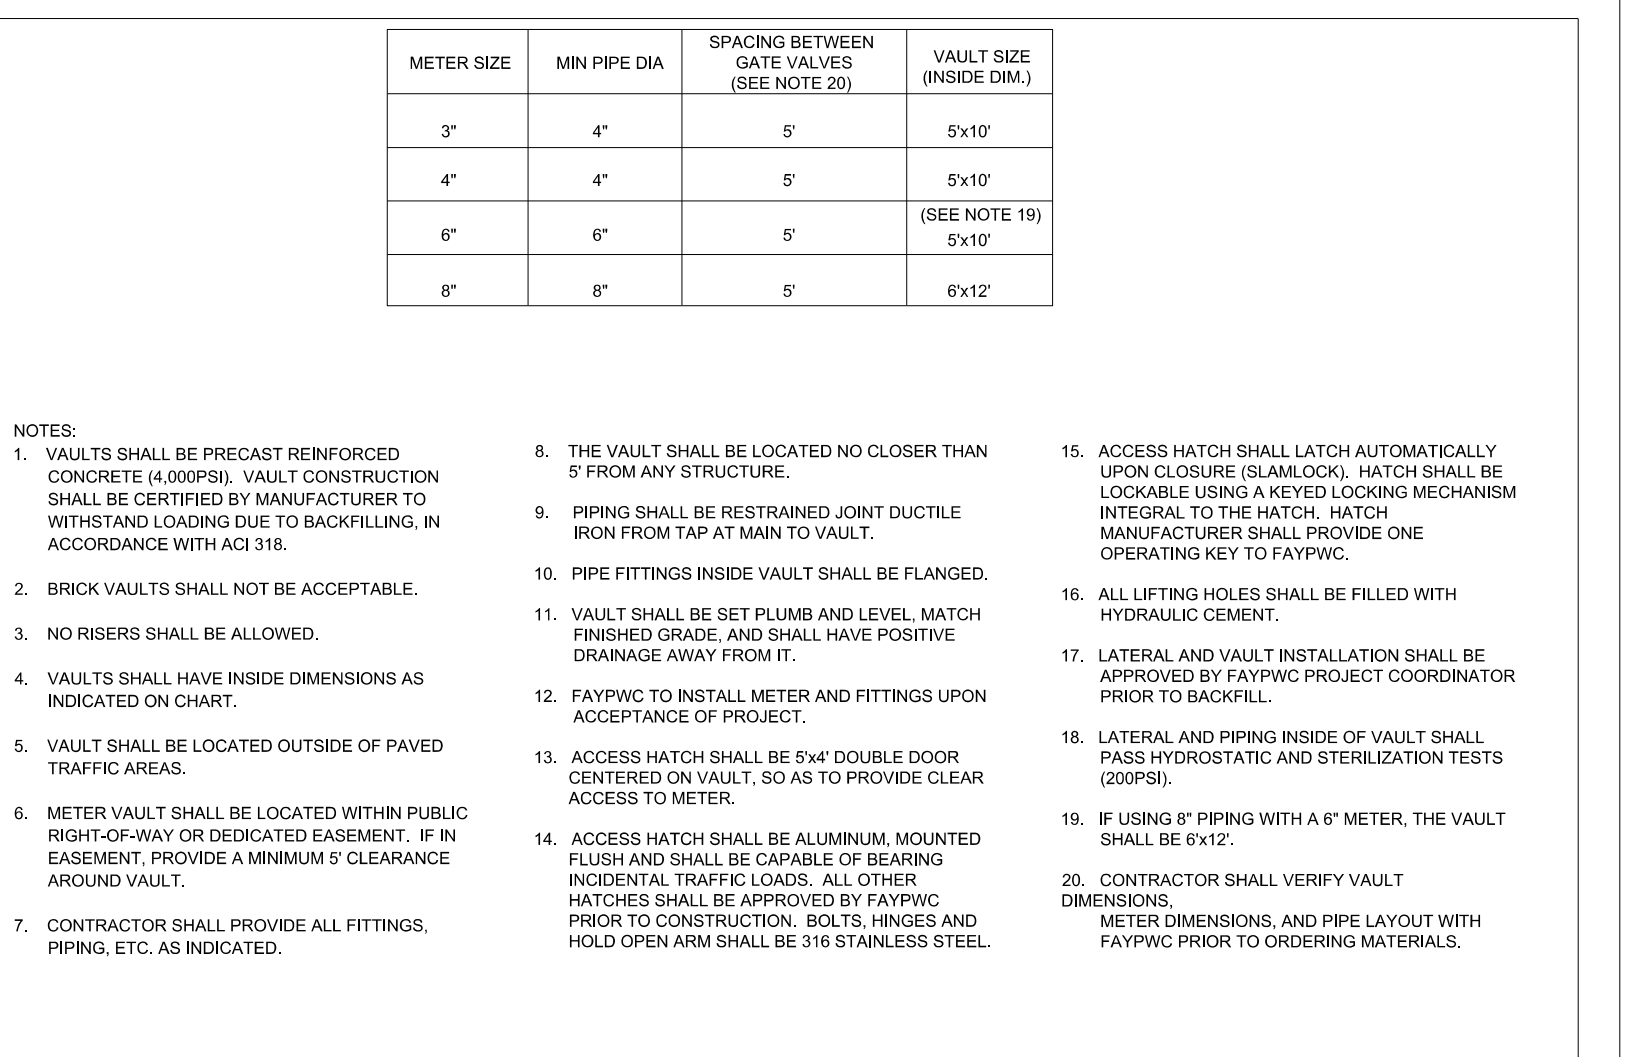 METER SIZE
MIN PIPE DIA
SPACING BETWEEN
GATE VALVES
(SEE NOTE 20)
VAULT SIZE
(INSIDE DIM.)
3"
4"
5'
5'x10'
4"
4"
5'
5'x10'
6"
6"
5'
(SEE NOTE 19)
5'x10'
8"
8"
5'
6'x12'
NOTES:
1. VAULTS SHALL BE PRECAST REINFORCED
CONCRETE (4,000PSI). VAULT CONSTRUCTION
SHALL BE CERTIFIED BY MANUFACTURER TO
WITHSTAND LOADING DUE TO BACKFILLING, IN
ACCORDANCE WITH ACI 318.
2. BRICK VAULTS SHALL NOT BE ACCEPTABLE.
3. NO RISERS SHALL BE ALLOWED.
4. VAULTS SHALL HAVE INSIDE DIMENSIONS AS
INDICATED ON CHART.
5. VAULT SHALL BE LOCATED OUTSIDE OF PAVED
TRAFFIC AREAS.
6. METER VAULT SHALL BE LOCATED WITHIN PUBLIC
RIGHT-OF-WAY OR DEDICATED EASEMENT. IF IN
EASEMENT, PROVIDE A MINIMUM 5' CLEARANCE
AROUND VAULT.
7. CONTRACTOR SHALL PROVIDE ALL FITTINGS,
PIPING, ETC. AS INDICATED.
8. THE VAULT SHALL BE LOCATED NO CLOSER THAN
5' FROM ANY STRUCTURE.
9. PIPING SHALL BE RESTRAINED JOINT DUCTILE
IRON FROM TAP AT MAIN TO VAULT.
10. PIPE FITTINGS INSIDE VAULT SHALL BE FLANGED.
11. VAULT SHALL BE SET PLUMB AND LEVEL, MATCH
FINISHED GRADE, AND SHALL HAVE POSITIVE
DRAINAGE AWAY FROM IT.
12. FAYPWC TO INSTALL METER AND FITTINGS UPON
ACCEPTANCE OF PROJECT.
13. ACCESS HATCH SHALL BE 5'x4' DOUBLE DOOR
CENTERED ON VAULT, SO AS TO PROVIDE CLEAR
ACCESS TO METER.
14. ACCESS HATCH SHALL BE ALUMINUM, MOUNTED
FLUSH AND SHALL BE CAPABLE OF BEARING
INCIDENTAL TRAFFIC LOADS. ALL OTHER
HATCHES SHALL BE APPROVED BY FAYPWC
PRIOR TO CONSTRUCTION. BOLTS, HINGES AND
HOLD OPEN ARM SHALL BE 316 STAINLESS STEEL.
15. ACCESS HATCH SHALL LATCH AUTOMATICALLY
UPON CLOSURE (SLAMLOCK). HATCH SHALL BE
LOCKABLE USING A KEYED LOCKING MECHANISM
INTEGRAL TO THE HATCH. HATCH
MANUFACTURER SHALL PROVIDE ONE
OPERATING KEY TO FAYPWC.
16. ALL LIFTING HOLES SHALL BE FILLED WITH
HYDRAULIC CEMENT.
17. LATERAL AND VAULT INSTALLATION SHALL BE
APPROVED BY FAYPWC PROJECT COORDINATOR
PRIOR TO BACKFILL.
18. LATERAL AND PIPING INSIDE OF VAULT SHALL
PASS HYDROSTATIC AND STERILIZATION TESTS
(200PSI).
19. IF USING 8" PIPING WITH A 6" METER, THE VAULT
SHALL BE 6'x12'.
20. CONTRACTOR SHALL VERIFY VAULT
DIMENSIONS,
METER DIMENSIONS, AND PIPE LAYOUT WITH
FAYPWC PRIOR TO ORDERING MATERIALS.